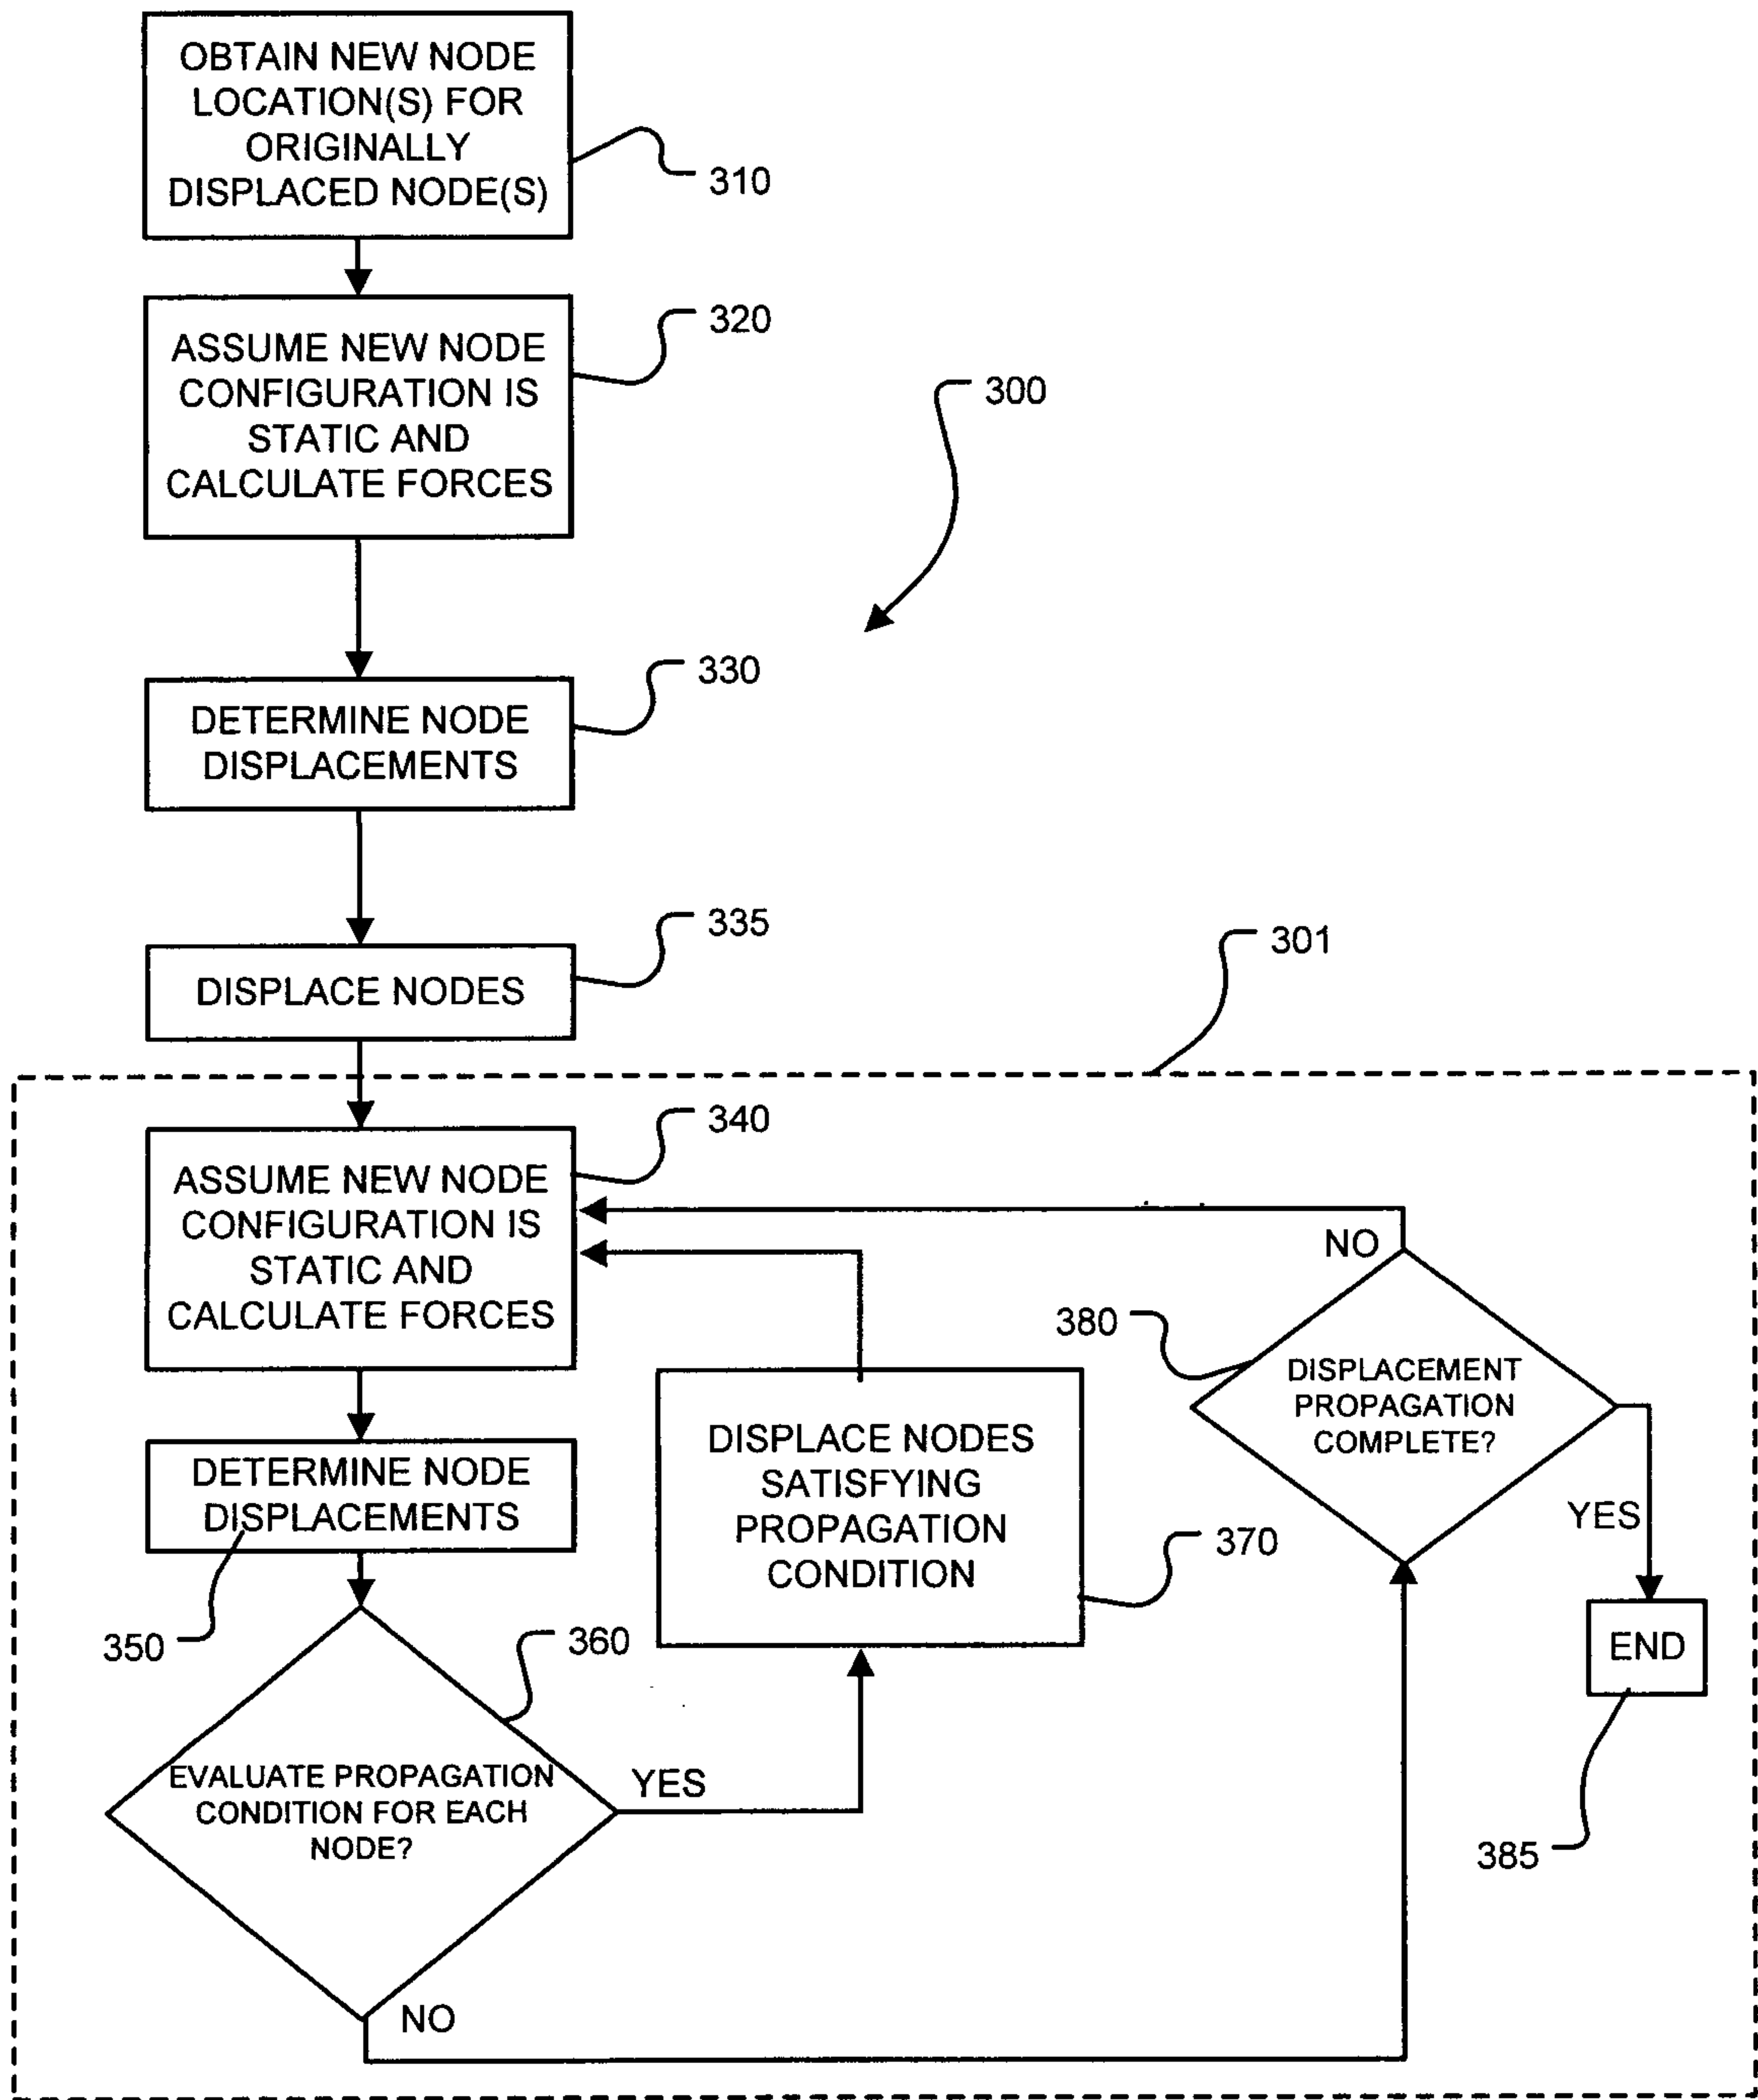 OBTAIN NEW NODE
LOCATION(S) FOR
ORIGINALLY
DISPLACED NODE(S)
310
ASSUME NEW NODE
CONFIGURATION IS
STATIC AND
CALCULATE FORCES
320
300
DETERMINE NODE
DISPLACEMENTS
330
DISPLACE NODES
335
301
ASSUME NEW NODE
CONFIGURATION IS
STATIC AND
CALCULATE FORCES
340
DETERMINE NODE
DISPLACEMENTS
350
EVALUATE PROPAGATION
CONDITION FOR EACH
NODE?
360
YES
NO
DISPLACE NODES
SATISFYING
PROPAGATION
CONDITION
370
NO
380
DISPLACEMENT
PROPAGATION
COMPLETE?
YES
END
385